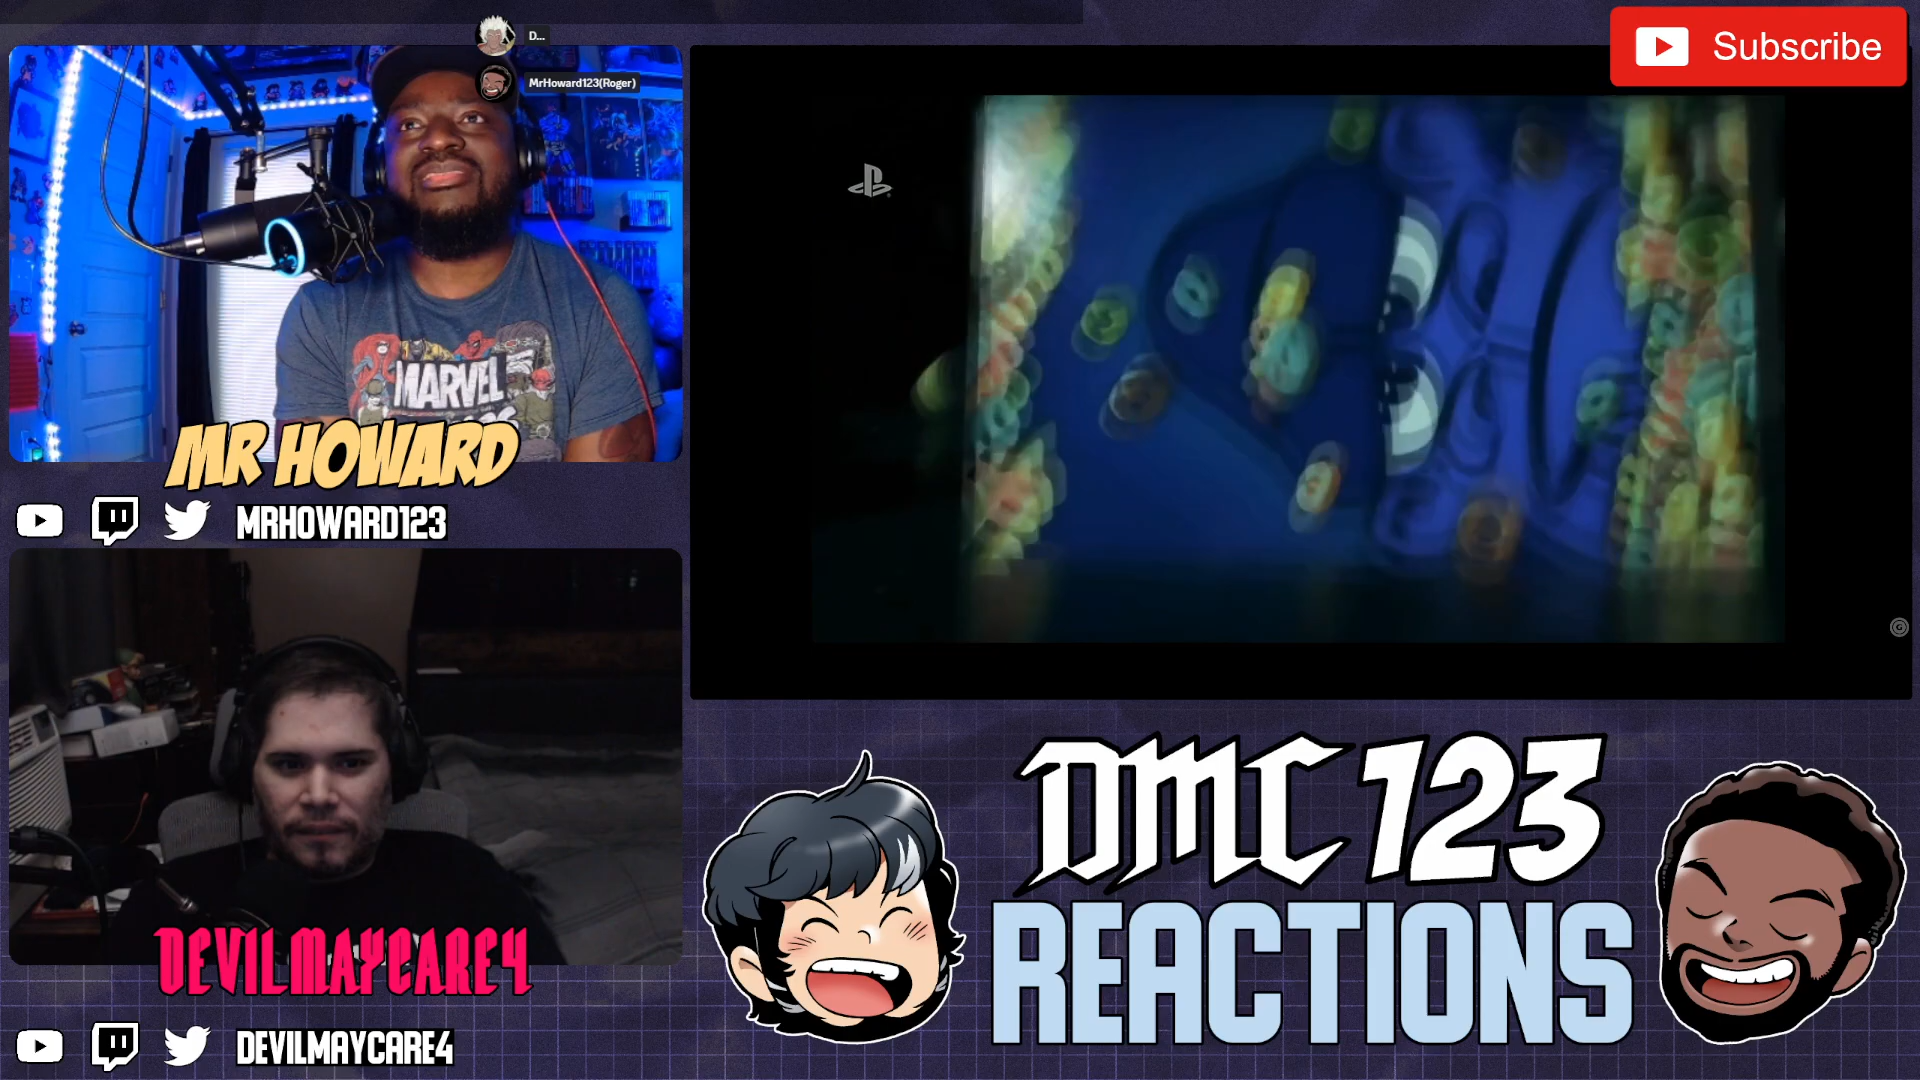 D...
MrHoward123(Roger)
Subscribe
MARVEL
MR HOWARD
MRHOWARD123
DEVILMAYCARE4
DEVILMAYCARE4
DMC 123
REACTIONS